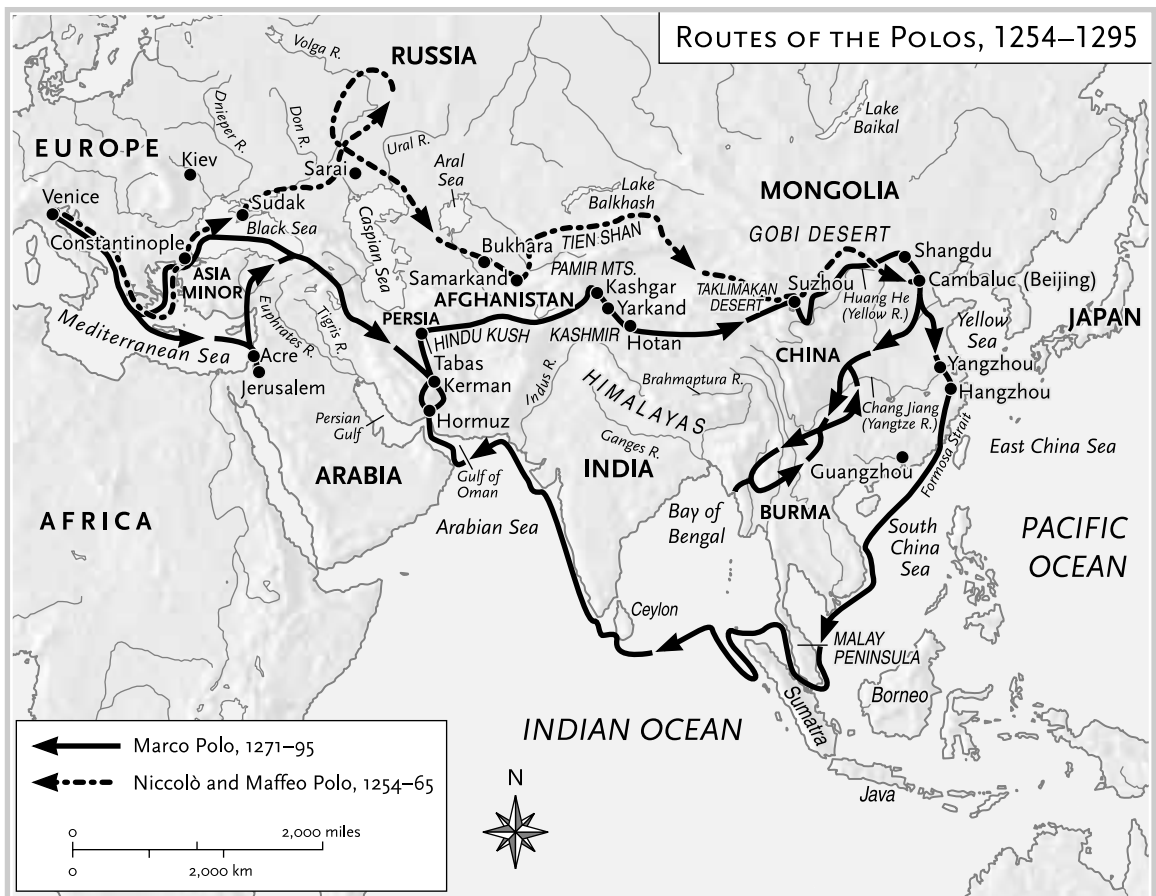 ROUTES OF THE POLOS, 1254–1295
Volga R.
RUSSIA
Dnieper R.
Don R.
Ural R.
Lake
Baikal
EUROPE
Kiev
Sarai
Aral
Sea
Lake
Balkhash
MONGOLIA
Venice
Sudak
Black Sea
Caspian Sea
GOBI DESERT
Constantinople
Bukhara
TIEN SHAN
Shangdu
ASIA
MINOR
Samarkand
PAMIR MTS.
Suzhou
Cambaluc (Beijing)
AFGHANISTAN
Kashgar
TAKLIMAKAN
DESERT
Huang He
(Yellow R.)
Yarkand
Euphrates R.
Tigris R.
PERSIA
HINDU KUSH
KASHMIR
Hotan
Yellow
Sea
JAPAN
Mediterranean Sea
Acre
Jerusalem
Tabas
Kerman
CHINA
Yangzhou
Hangzhou
Indus R.
HIMALAYAS
Brahmaptura R.
Persian
Gulf
Hormuz
Chang Jiang
(Yangtze R.)
Ganges R.
East China Sea
ARABIA
Gulf of
Oman
INDIA
Guangzhou
Formosa Strait
AFRICA
Arabian Sea
Bay of
Bengal
BURMA
South
China
Sea
PACIFIC
OCEAN
Ceylon
MALAY
PENINSULA
Sumatra
Borneo
INDIAN OCEAN
Java
Marco Polo, 1271–95
Niccolò and Maffeo Polo, 1254–65
N
0
2,000 miles
0
2,000 km